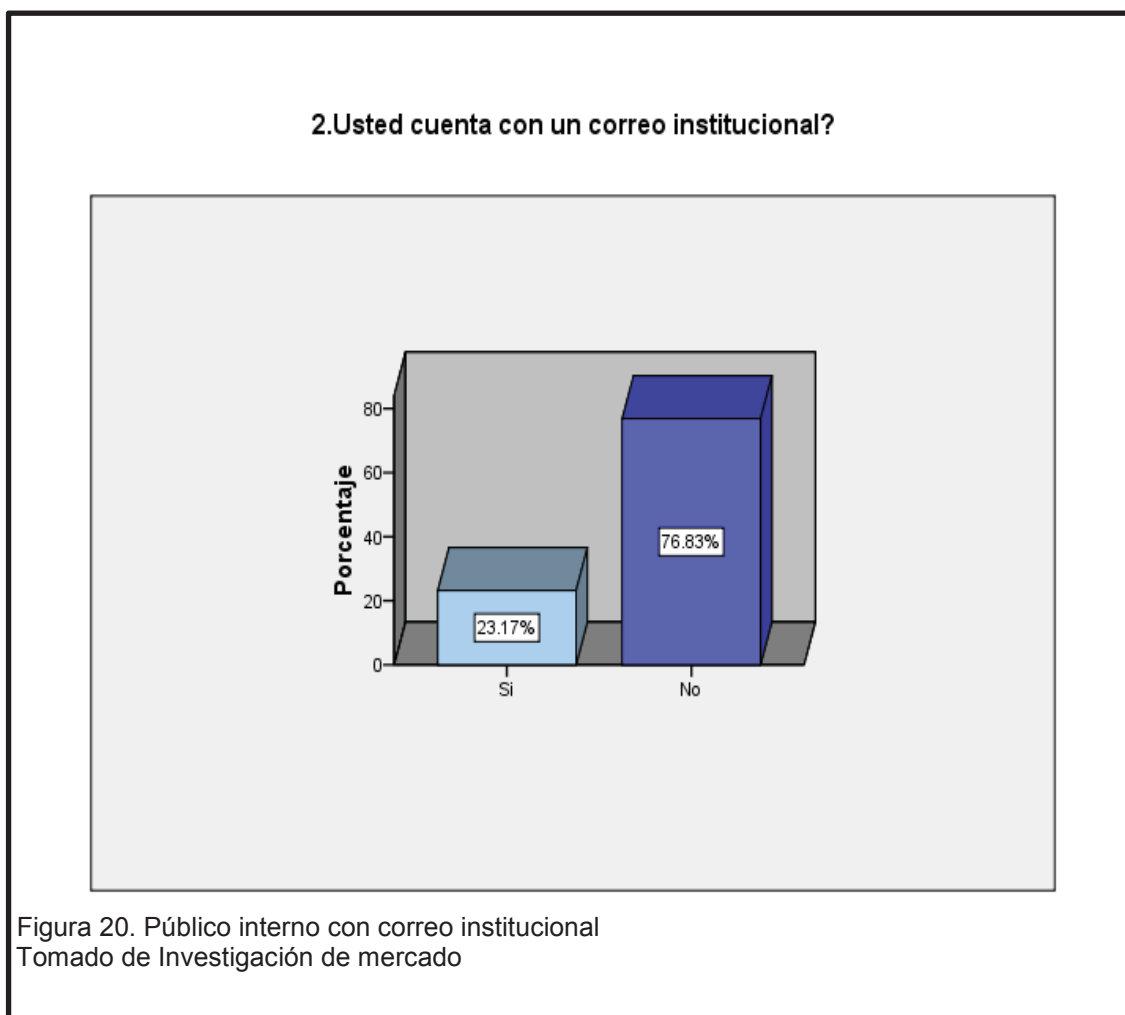 2.Usted cuenta con un correo institucional?
Porcentaje
80
60
40
20
0
23.17%
76.83%
Si
No
Figura 20. Público interno con correo institucional
Tomado de Investigación de mercado